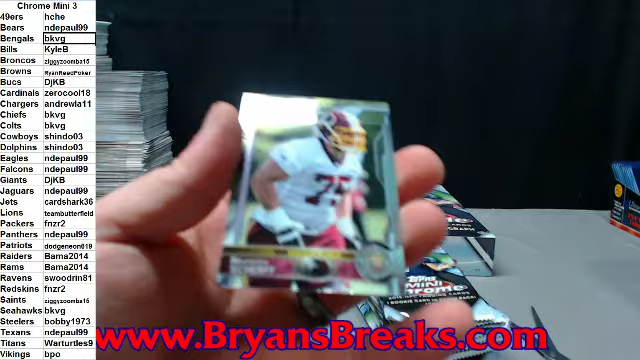 Chrome Mini 3
49ers hche
Bears ndepaul99
Bengals bkvg
Bills KyleB
Broncos ziggyzoomba15
Browns RyanReedPoker
Bucs DjKB
Cardinals zerocool18
Chargers andrewla11
Chiefs bkvg
Colts bkvg
Cowboys shindo03
Dolphins shindo03
Eagles ndepaul99
Falcons ndepaul99
Giants DjKB
Jaguars ndepaul99
Jets cardshark36
Lions teambutterfield
Packers fnzr2
Panthers ndepaul99
Patriots dodgeneon019
Raiders Bama2014
Rams Bama2014
Ravens swoodrin81
Redskins fnzr2
Saints ziggyzoomba15
Seahawks bkvg
Steelers bobby1973
Texans ndepaul99
Titans Warturtles9
Vikings bpo
75
Topps
www.BryansBreaks.com